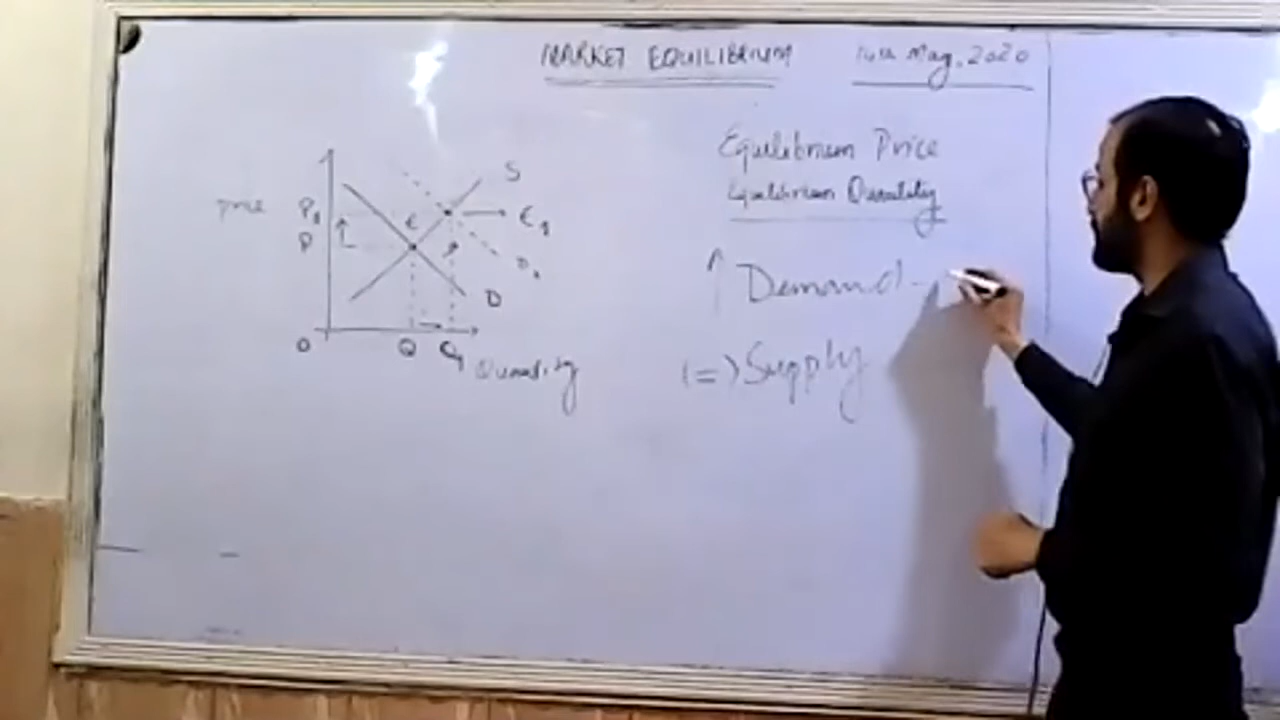 MARKET EQUILIBRIUM
14th May, 2020
Equilibrium Price
Equilibrium Quantity
↑ Demand -
(=) Supply
Price
P1
P
S
E
E1
D1
D
O
Q
Q1
Quantity